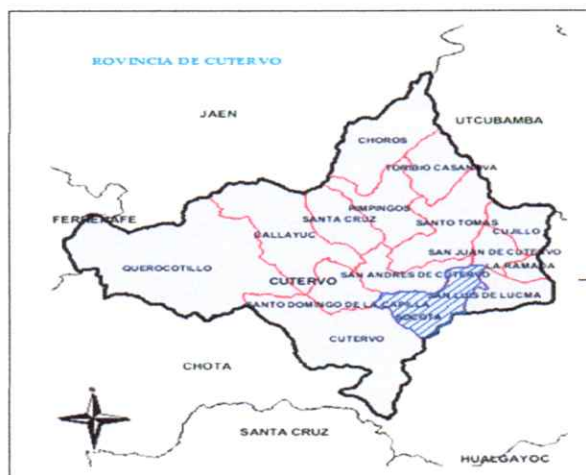 ROVINCIA DE CUTERVO
JAEN
UTCUBAMBA
CHOROS
TORIBIO CASANOVA
FERREÑAFE
PIMPINGOS
SANTA CRUZ
SANTO TOMAS
CUJILLO
CALLAYUC
SAN JUAN DE CUTERVO
LA RAMADA
QUEROCOTILLO
SAN ANDRES DE CUTERVO
CUTERVO
SAN LUIS DE LUCMA
SANTO DOMINGO DE LA CAPILLA
SOCOTA
CUTERVO
CHOTA
SANTA CRUZ
HUALGAYOC